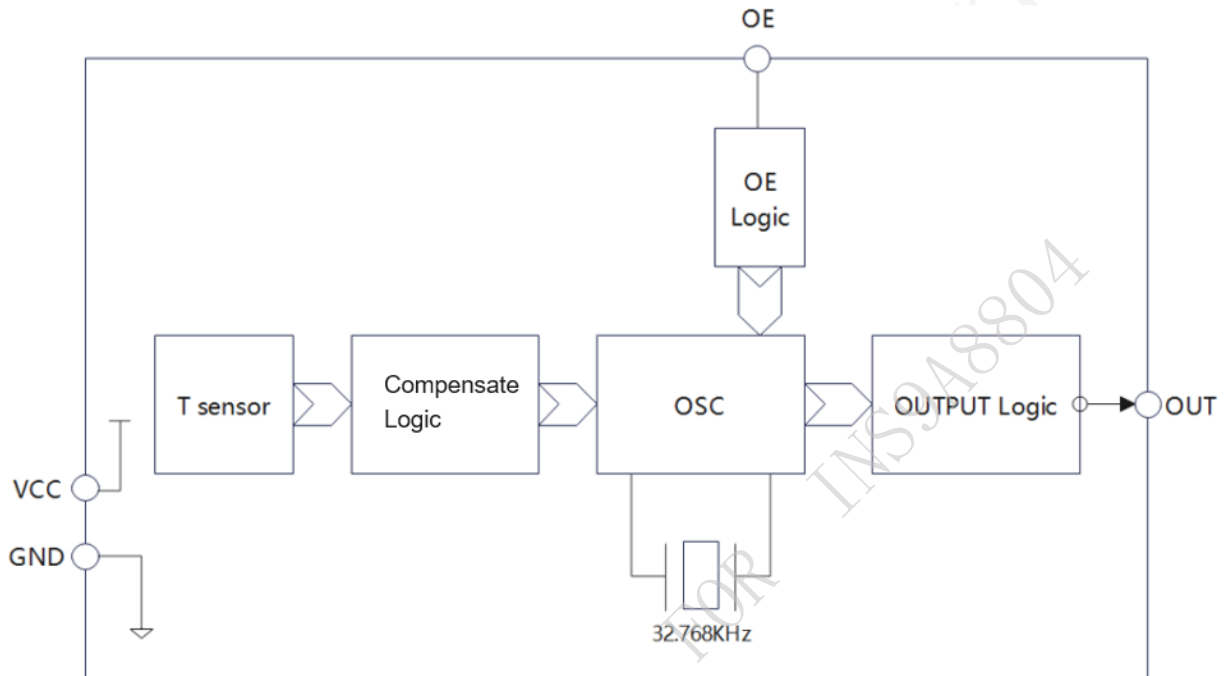 OE
OE
Logic
T sensor
Compensate
Logic
OSC
OUTPUT Logic
OUT
VCC
GND
32.768KHz
FOR INS9A8804